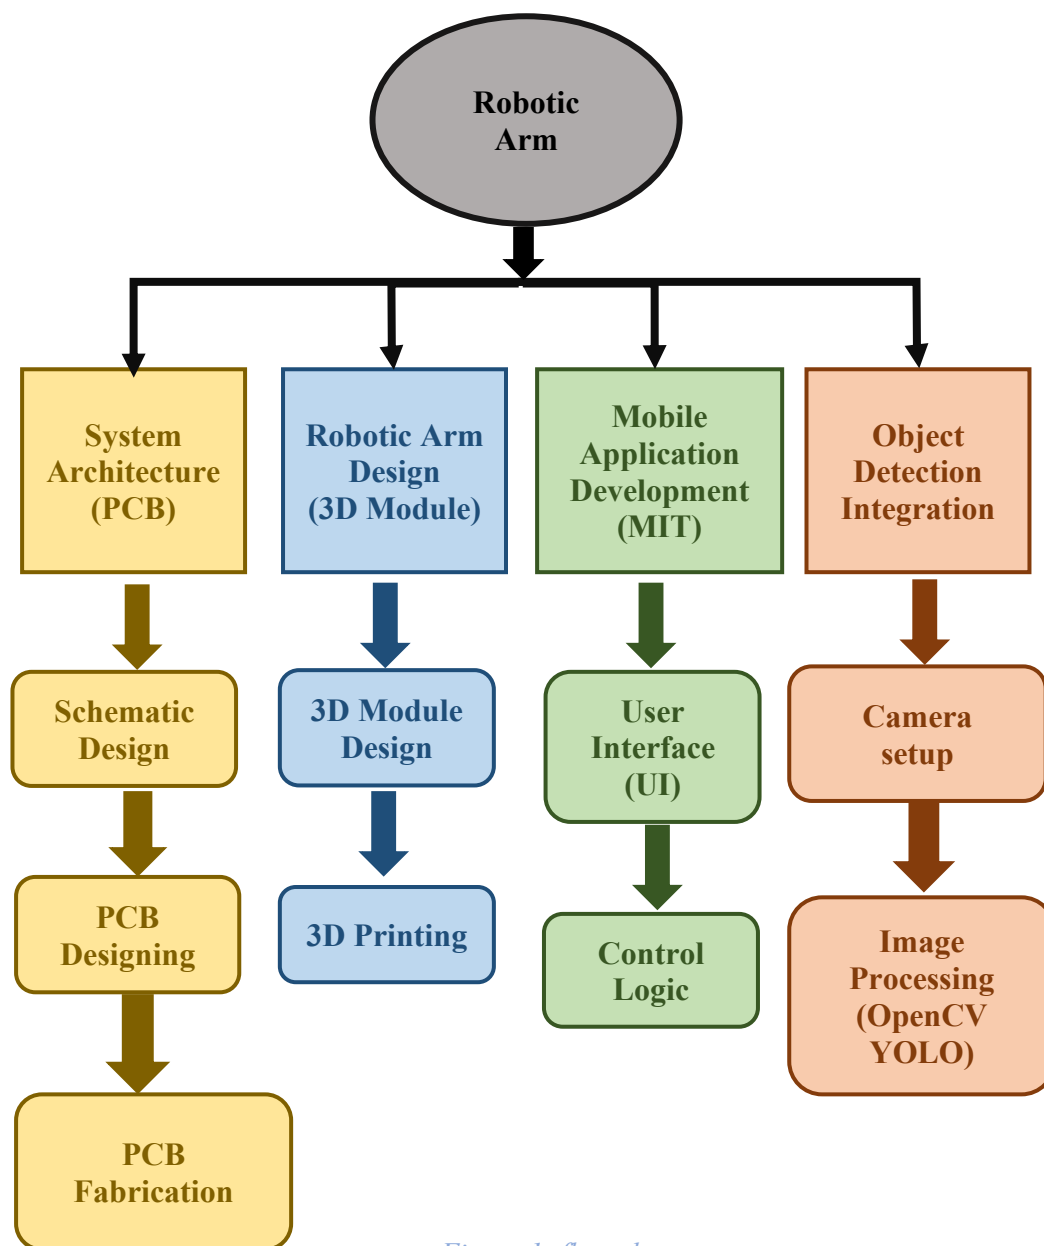 Robotic
Arm
System
Architecture
(PCB)
Robotic Arm
Design
(3D Module)
Mobile
Application
Development
(MIT)
Object
Detection
Integration
Schematic
Design
3D Module
Design
User
Interface
(UI)
Camera
setup
PCB
Designing
3D Printing
Control
Logic
Image
Processing
(OpenCV
YOLO)
PCB
Fabrication